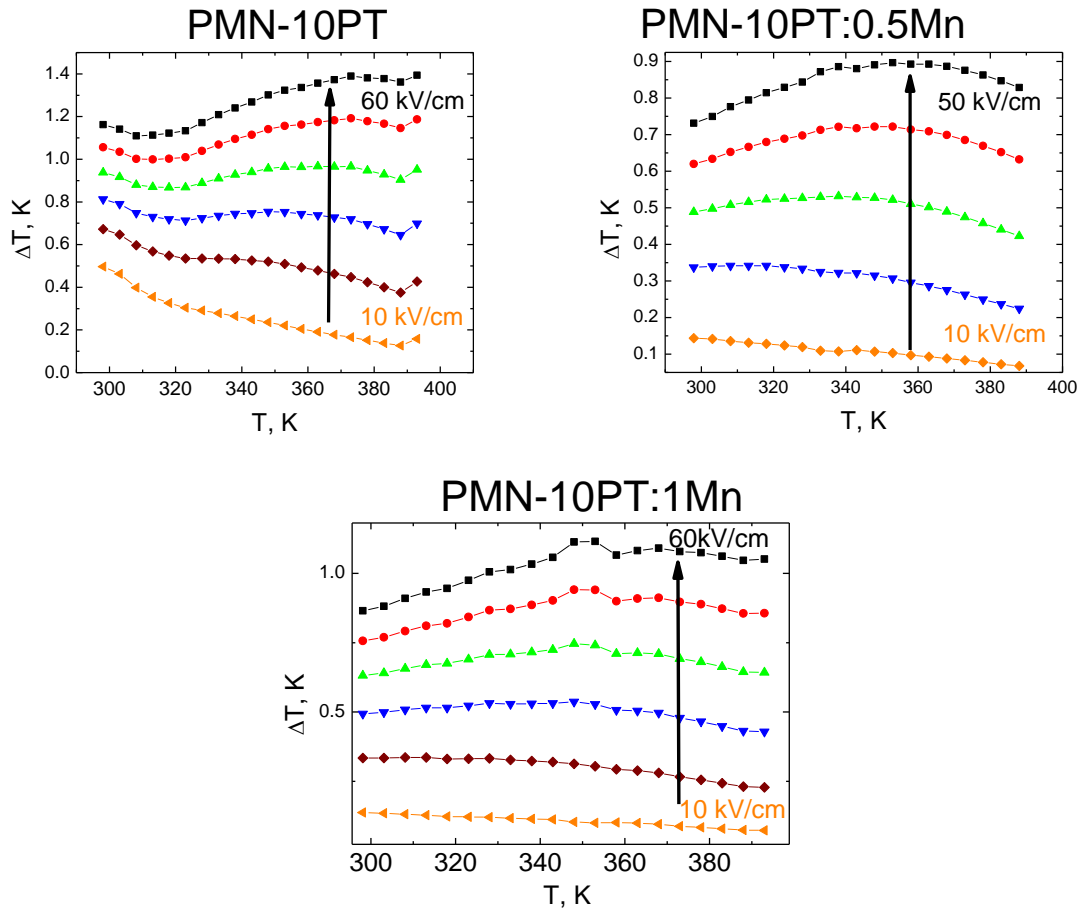 PMN-10PT
1.4
1.2
1.0
0.8
0.6
0.4
0.2
0.0
ΔT, K
60 kV/cm
10 kV/cm
300
320
340
360
380
400
T, K
PMN-10PT:0.5Mn
0.9
0.8
0.7
0.6
0.5
0.4
0.3
0.2
0.1
ΔT, K
50 kV/cm
10 kV/cm
300
320
340
360
380
400
T, K
PMN-10PT:1Mn
1.0
0.5
ΔT, K
60kV/cm
10 kV/cm
300
320
340
360
380
T, K